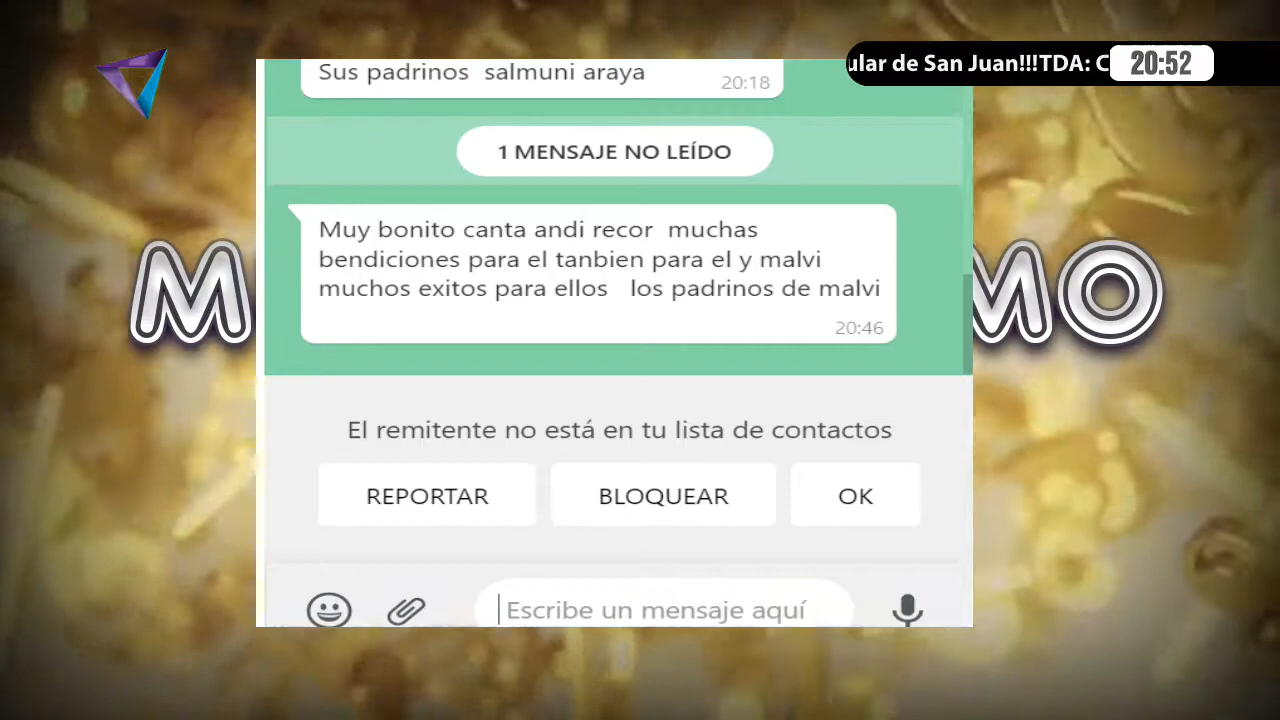 ular de San Juan!!!TDA: C
20:52
Sus padrinos salmuni araya
20:18
1 MENSAJE NO LEÍDO
Muy bonito canta andi recor muchas
bendiciones para el tanbien para el y malvi
muchos exitos para ellos los padrinos de malvi
20:46
M
MO
El remitente no está en tu lista de contactos
REPORTAR
BLOQUEAR
OK
Escribe un mensaje aquí